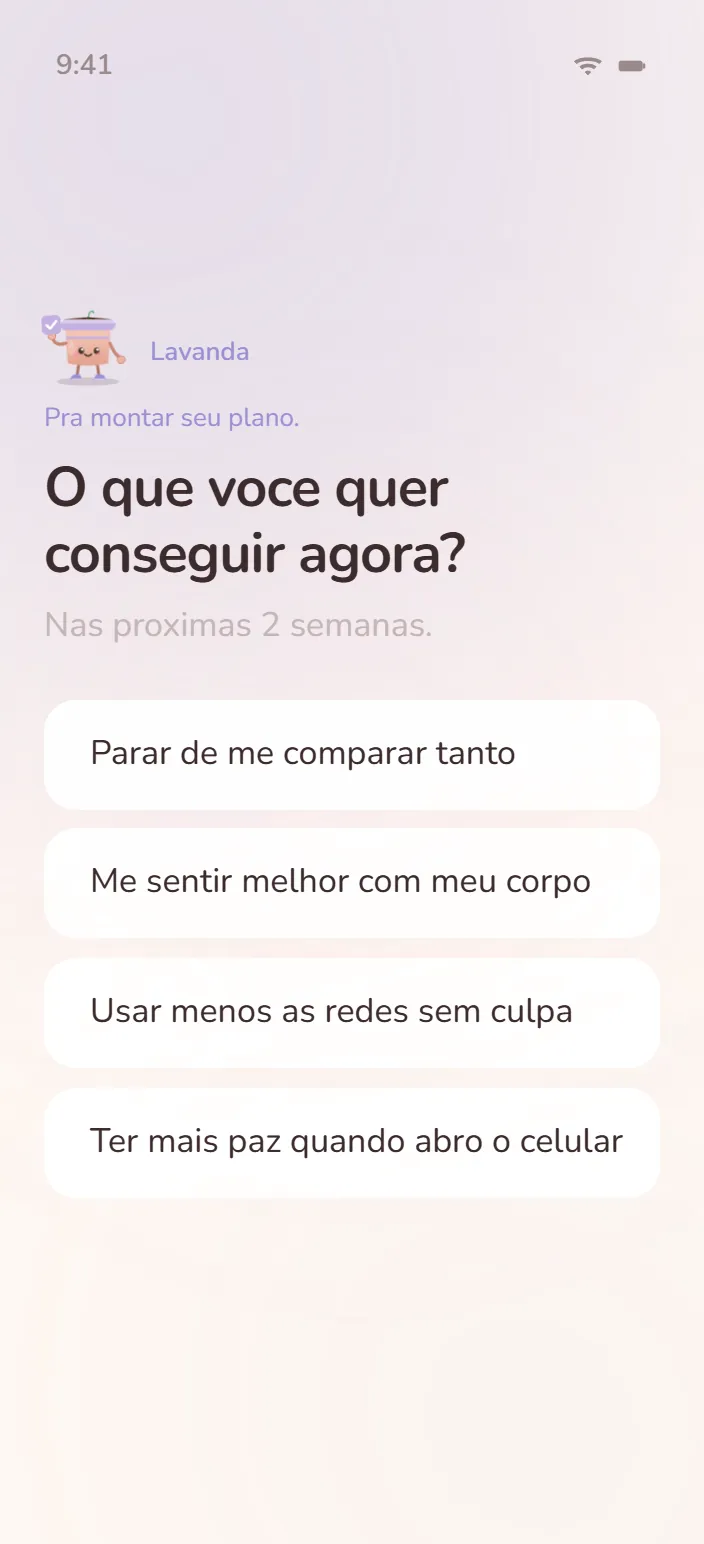 9:41
Lavanda
Pra montar seu plano.
O que voce quer
conseguir agora?
Nas proximas 2 semanas.
Parar de me comparar tanto
Me sentir melhor com meu corpo
Usar menos as redes sem culpa
Ter mais paz quando abro o celular